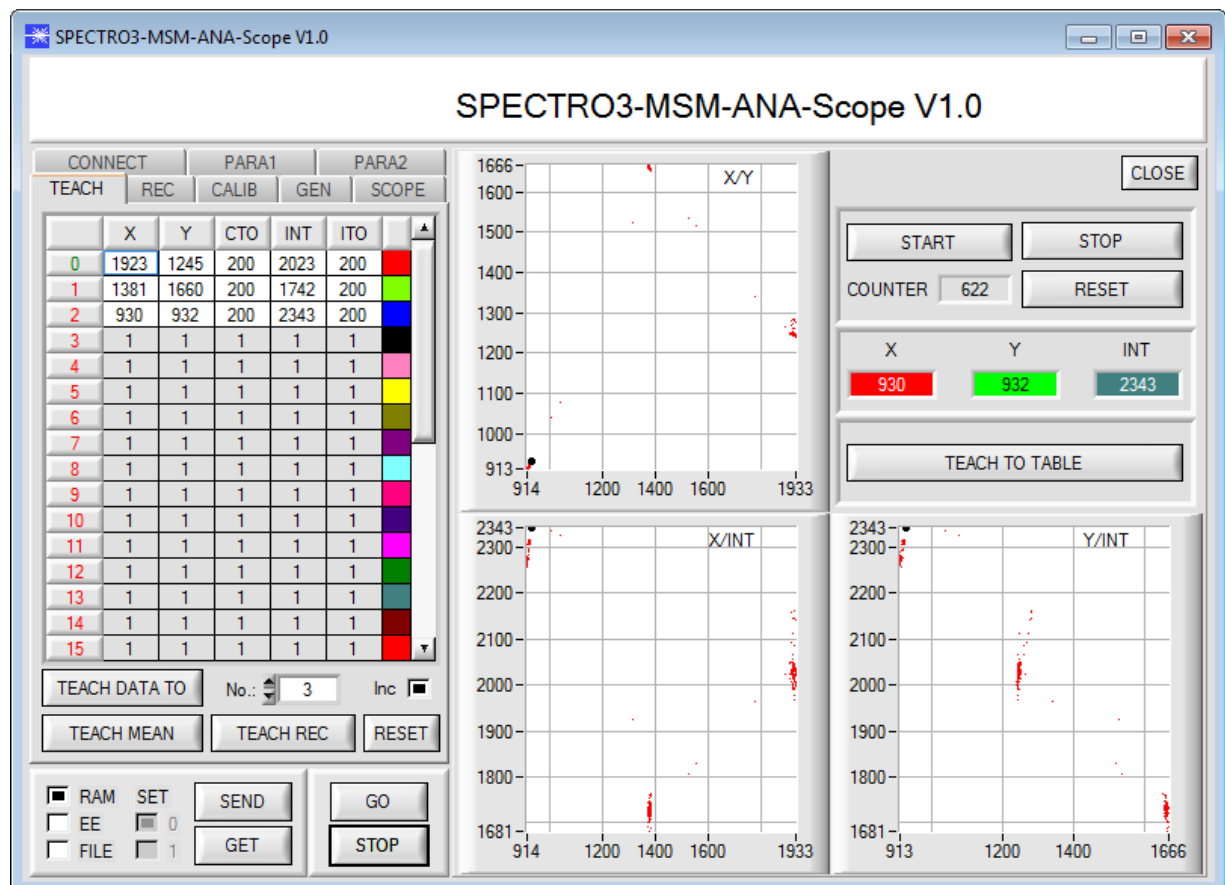 SPECTRO3-MSM-ANA-Scope V1.0
SPECTRO3-MSM-ANA-Scope V1.0
CONNECT PARA1 PARA2
TEACH REC CALIB GEN SCOPE
X Y CTO INT ITO
0 1923 1245 200 2023 200
1 1381 1660 200 1742 200
2 930 932 200 2343 200
3 1 1 1 1 1
4 1 1 1 1 1
5 1 1 1 1 1
6 1 1 1 1 1
7 1 1 1 1 1
8 1 1 1 1 1
9 1 1 1 1 1
10 1 1 1 1 1
11 1 1 1 1 1
12 1 1 1 1 1
13 1 1 1 1 1
14 1 1 1 1 1
15 1 1 1 1 1
TEACH DATA TO No.: 3 Inc
TEACH MEAN TEACH REC RESET
RAM SET SEND GO
EE 0
FILE 1 GET STOP
X/Y
1666
1600
1500
1400
1300
1200
1100
1000
913
914 1200 1400 1600 1933
CLOSE
START STOP
COUNTER 622 RESET
X Y INT
930 932 2343
TEACH TO TABLE
X/INT
2343
2300
2200
2100
2000
1900
1800
1681
914 1200 1400 1600 1933
Y/INT
2343
2300
2200
2100
2000
1900
1800
1681
913 1200 1400 1666